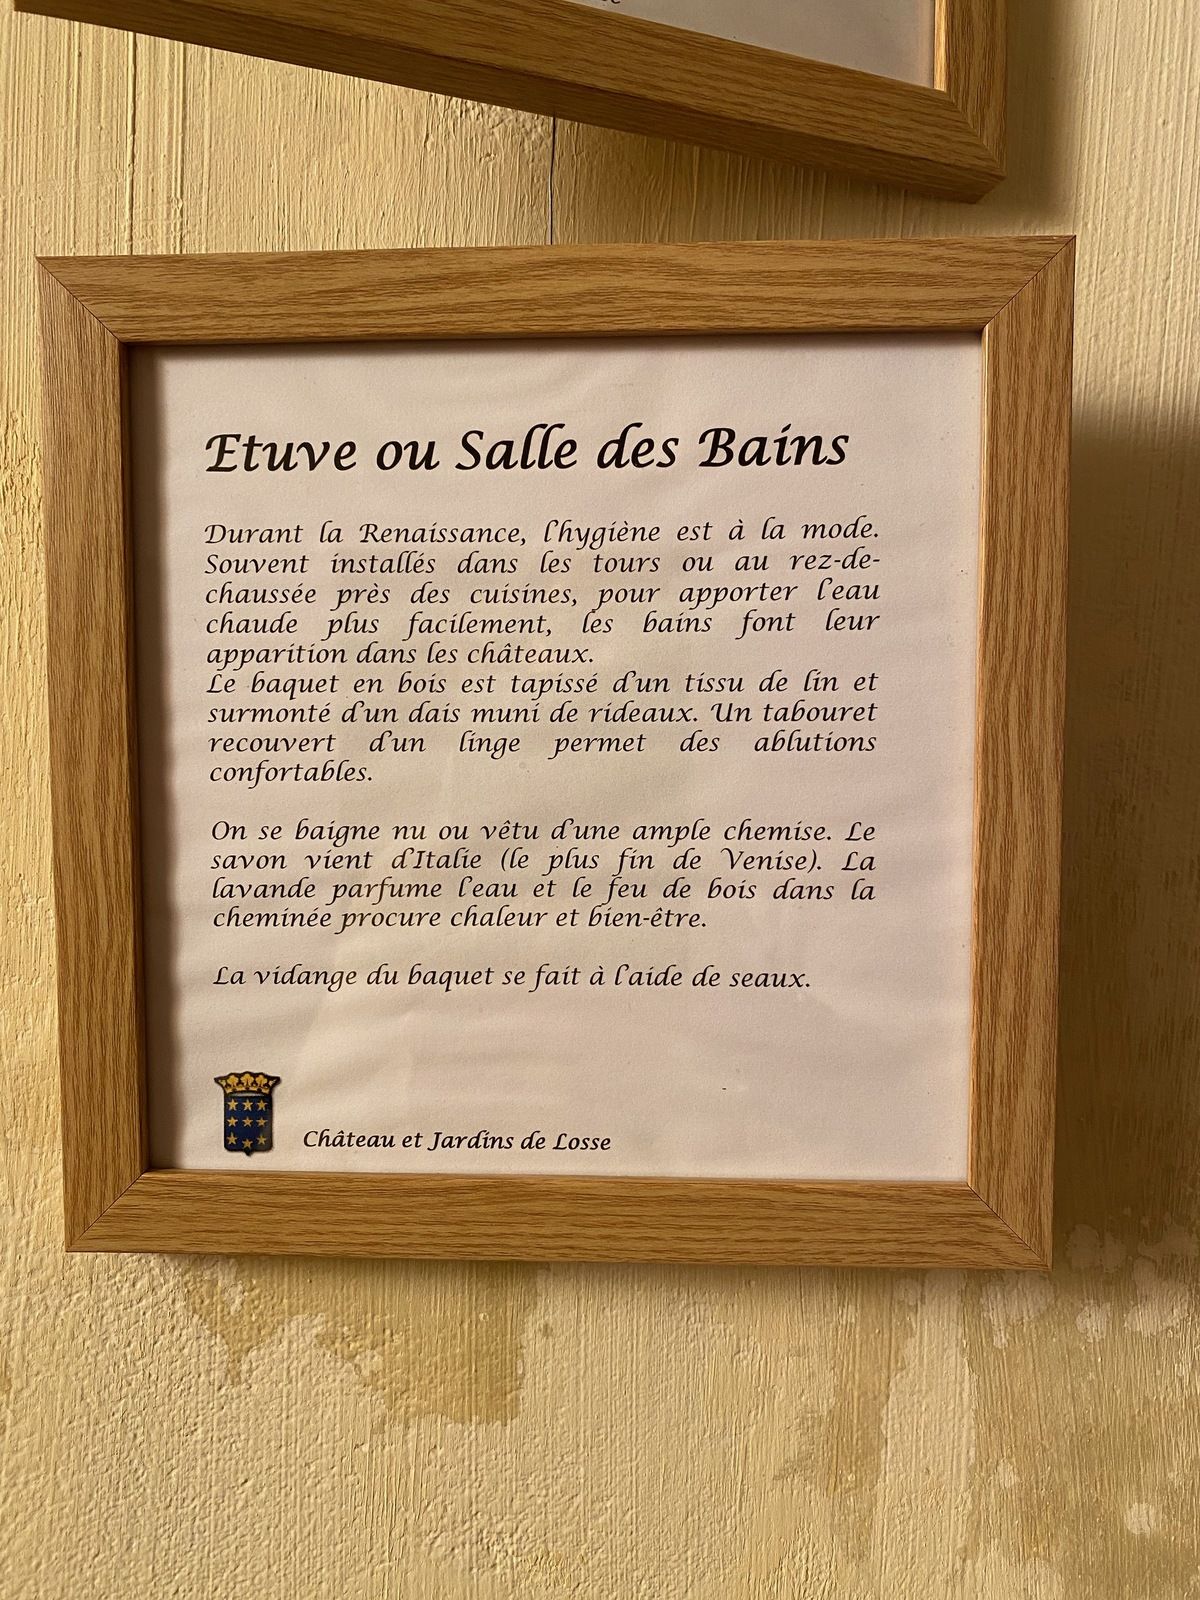 Etuve ou Salle des Bains
Durant la Renaissance, l'hygiène est à la mode.
Souvent installés dans les tours ou au rez-de-
chaussée près des cuisines, pour apporter l'eau
chaude plus facilement, les bains font leur
apparition dans les châteaux.
Le baquet en bois est tapissé d'un tissu de lin et
surmonté d'un dais muni de rideaux. Un tabouret
recouvert d'un linge permet des ablutions
confortables.
On se baigne nu ou vêtu d'une ample chemise. Le
savon vient d'Italie (le plus fin de Venise). La
lavande parfume l'eau et le feu de bois dans la
cheminée procure chaleur et bien-être.
La vidange du baquet se fait à l'aide de seaux.
Château et Jardins de Losse